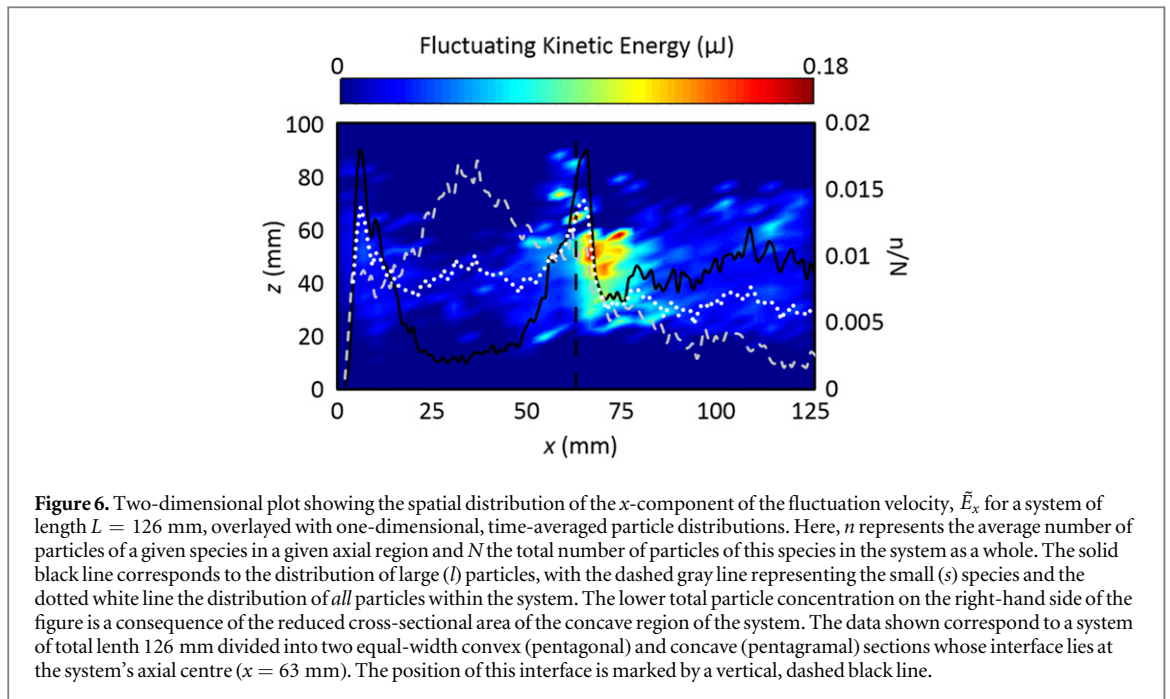 Fluctuating Kinetic Energy (μJ)
0 0.18
100 0.02
80
0.015
60
z (mm)
0.01
n/N
40
0.005
20
0 0
0 25 50 75 100 125
x (mm)
Figure 6. Two-dimensional plot showing the spatial distribution of the x-component of the fluctuation velocity, Ẽx for a system of
length L = 126 mm, overlayed with one-dimensional, time-averaged particle distributions. Here, n represents the average number of
particles of a given species in a given axial region and N the total number of particles of this species in the system as a whole. The solid
black line corresponds to the distribution of large (l) particles, with the dashed gray line representing the small (s) species and the
dotted white line the distribution of all particles within the system. The lower total particle concentration on the right-hand side of the
figure is a consequence of the reduced cross-sectional area of the concave region of the system. The data shown correspond to a system
of total lenth 126 mm divided into two equal-width convex (pentagonal) and concave (pentagramal) sections whose interface lies at
the system's axial centre (x = 63 mm). The position of this interface is marked by a vertical, dashed black line.